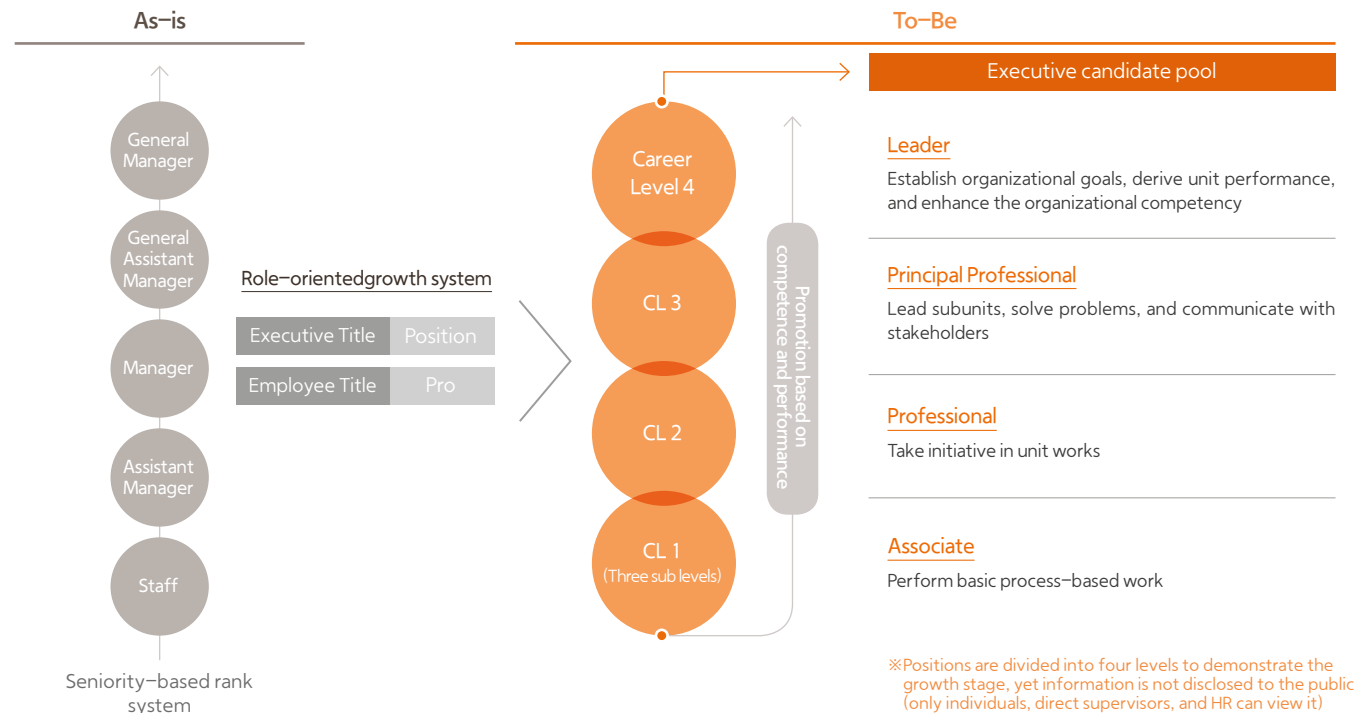 As-is
General
Manager
General
Assistant
Manager
Manager
Assistant
Manager
Staff
Seniority-based rank
system
Role-orientedgrowth system
Executive Title Position
Employee Title Pro
To-Be
Executive candidate pool
Career
Level 4
CL 3
CL 2
CL 1
(Three sub levels)
Promotion based on
competence and performance
Leader
Establish organizational goals, derive unit performance,
and enhance the organizational competency
Principal Professional
Lead subunits, solve problems, and communicate with
stakeholders
Professional
Take initiative in unit works
Associate
Perform basic process-based work
※Positions are divided into four levels to demonstrate the
growth stage, yet information is not disclosed to the public
(only individuals, direct supervisors, and HR can view it)